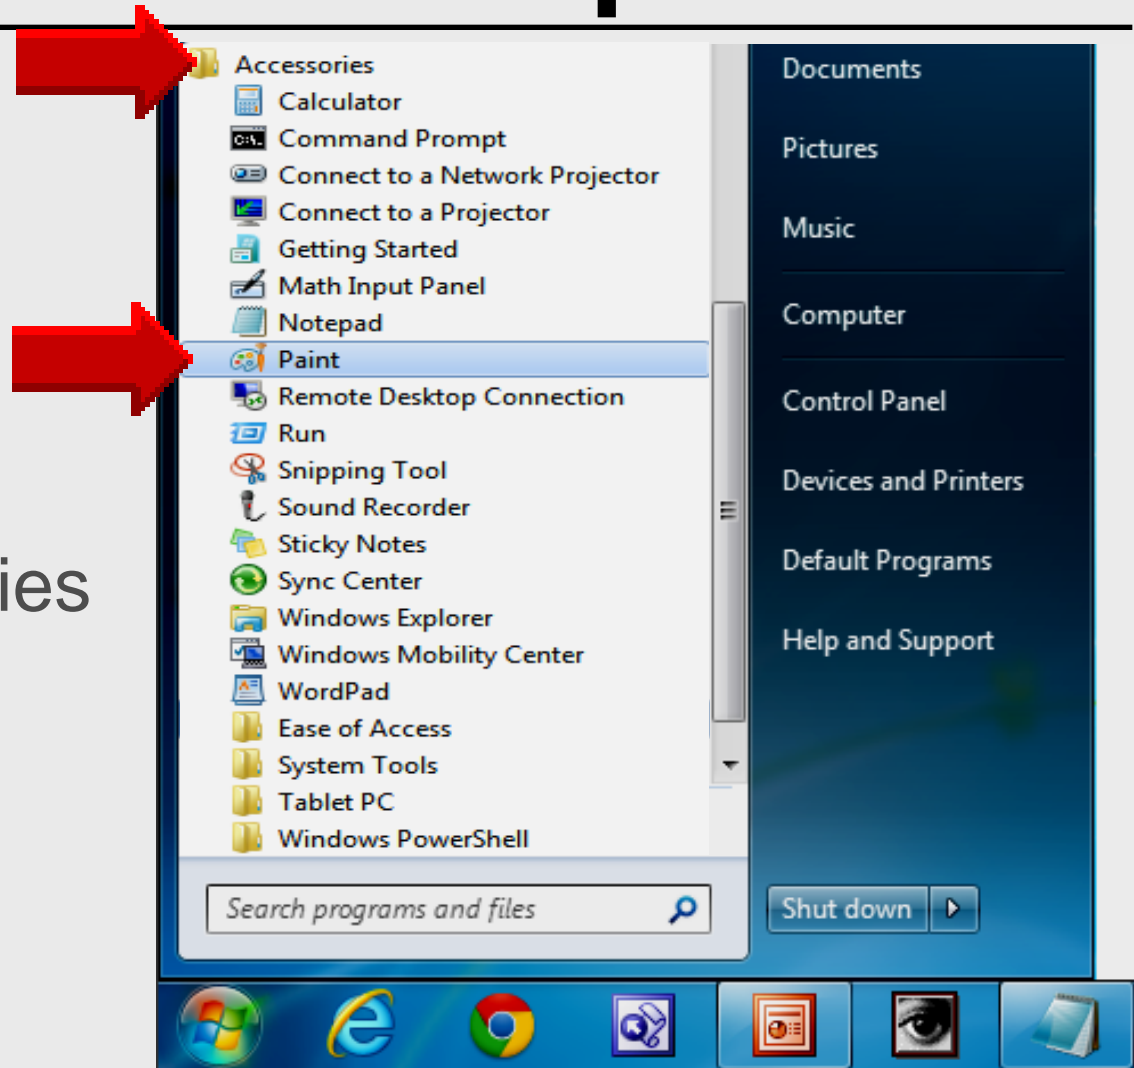 Accessories
Calculator
Command Prompt
Connect to a Network Projector
Connect to a Projector
Getting Started
Math Input Panel
Notepad
Paint
Remote Desktop Connection
Run
Snipping Tool
Sound Recorder
Sticky Notes
Sync Center
Windows Explorer
Windows Mobility Center
WordPad
Ease of Access
System Tools
Tablet PC
Windows PowerShell
Search programs and files
Documents
Pictures
Music
Computer
Control Panel
Devices and Printers
Default Programs
Help and Support
Shut down
ies